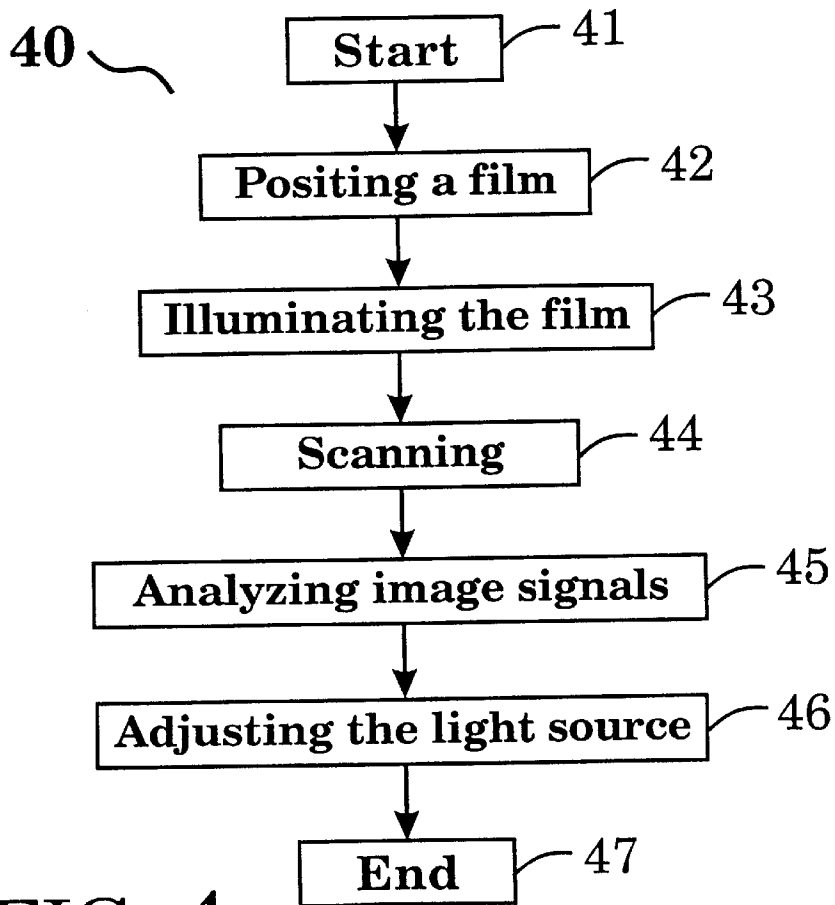 40
Start 41
Positing a film 42
Illuminating the film 43
Scanning 44
Analyzing image signals 45
Adjusting the light source 46
End 47